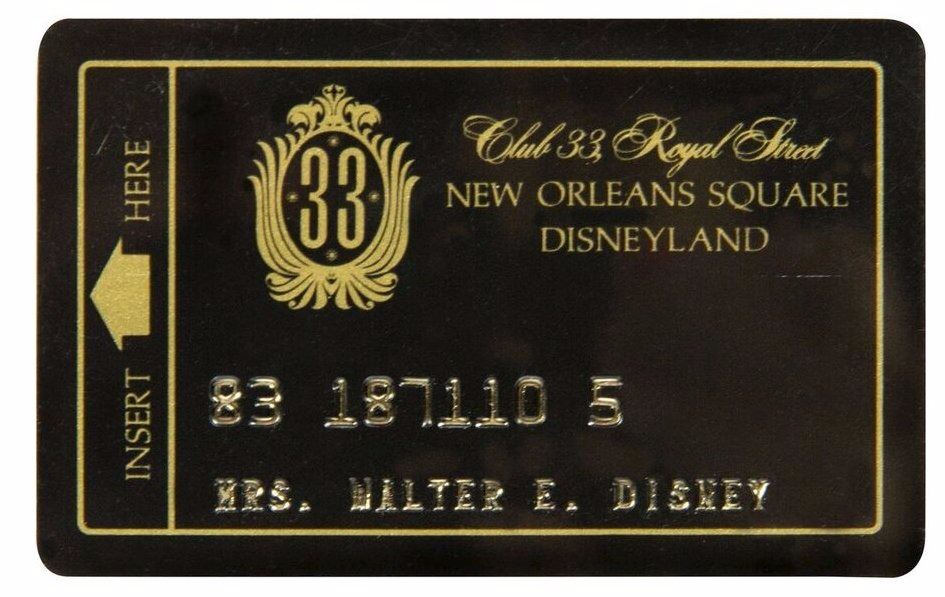 INSERT HERE
33
Club 33, Royal Street
NEW ORLEANS SQUARE
DISNEYLAND
83 187110 5
MRS. WALTER E. DISNEY